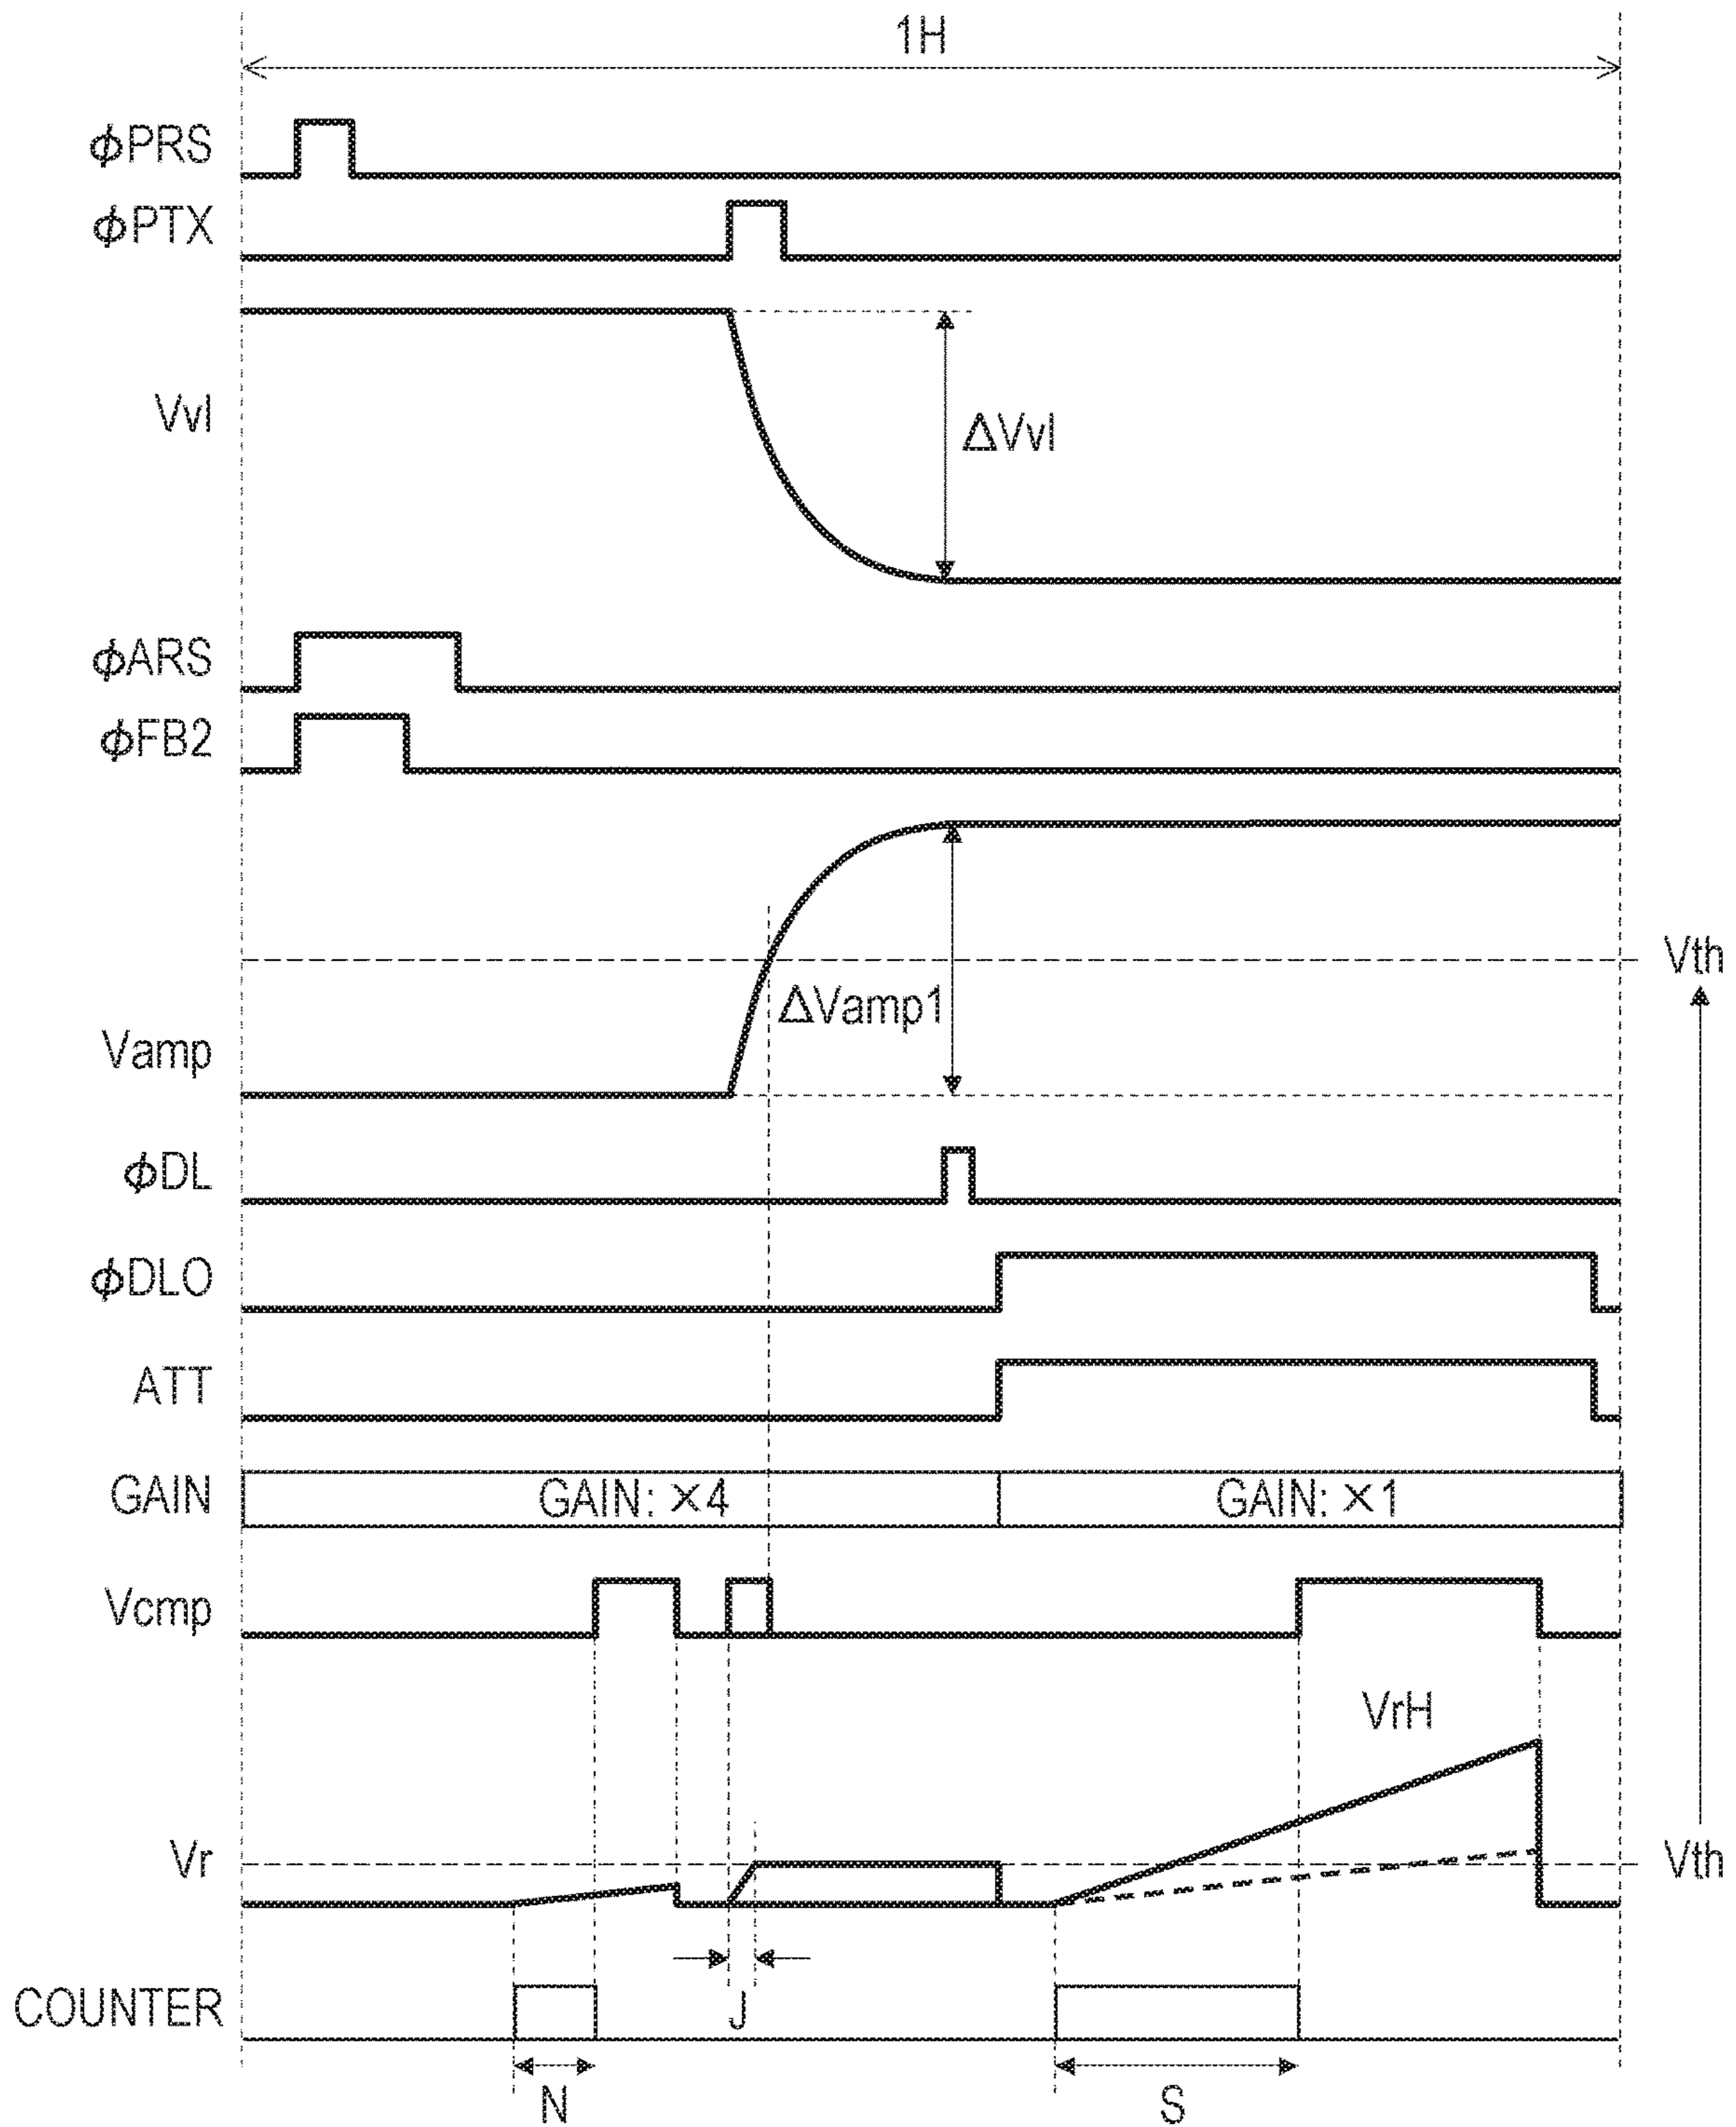 1H
ϕPRS
ϕPTX
Vvl
ΔVvl
ϕARS
ϕFB2
Vth
ΔVamp1
Vamp
ϕDL
ϕDLO
ATT
GAIN
GAIN: ×4
GAIN: ×1
Vcmp
VrH
Vr
Vth
J
COUNTER
N
S